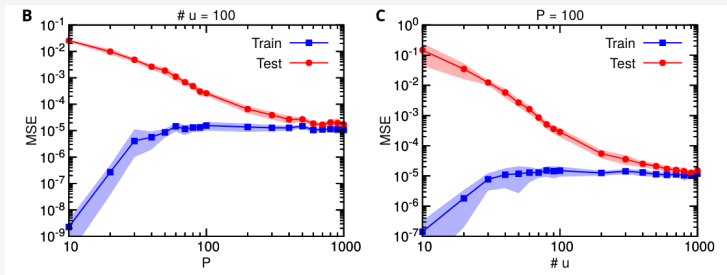 B
# u = 100
10^-1
10^-2
10^-3
10^-4
10^-5
10^-6
10^-7
10^-8
10^-9
MSE
Train
Test
10
100
1000
P
C
P = 100
10^0
10^-1
10^-2
10^-3
10^-4
10^-5
10^-6
10^-7
MSE
Train
Test
10
100
1000
# u